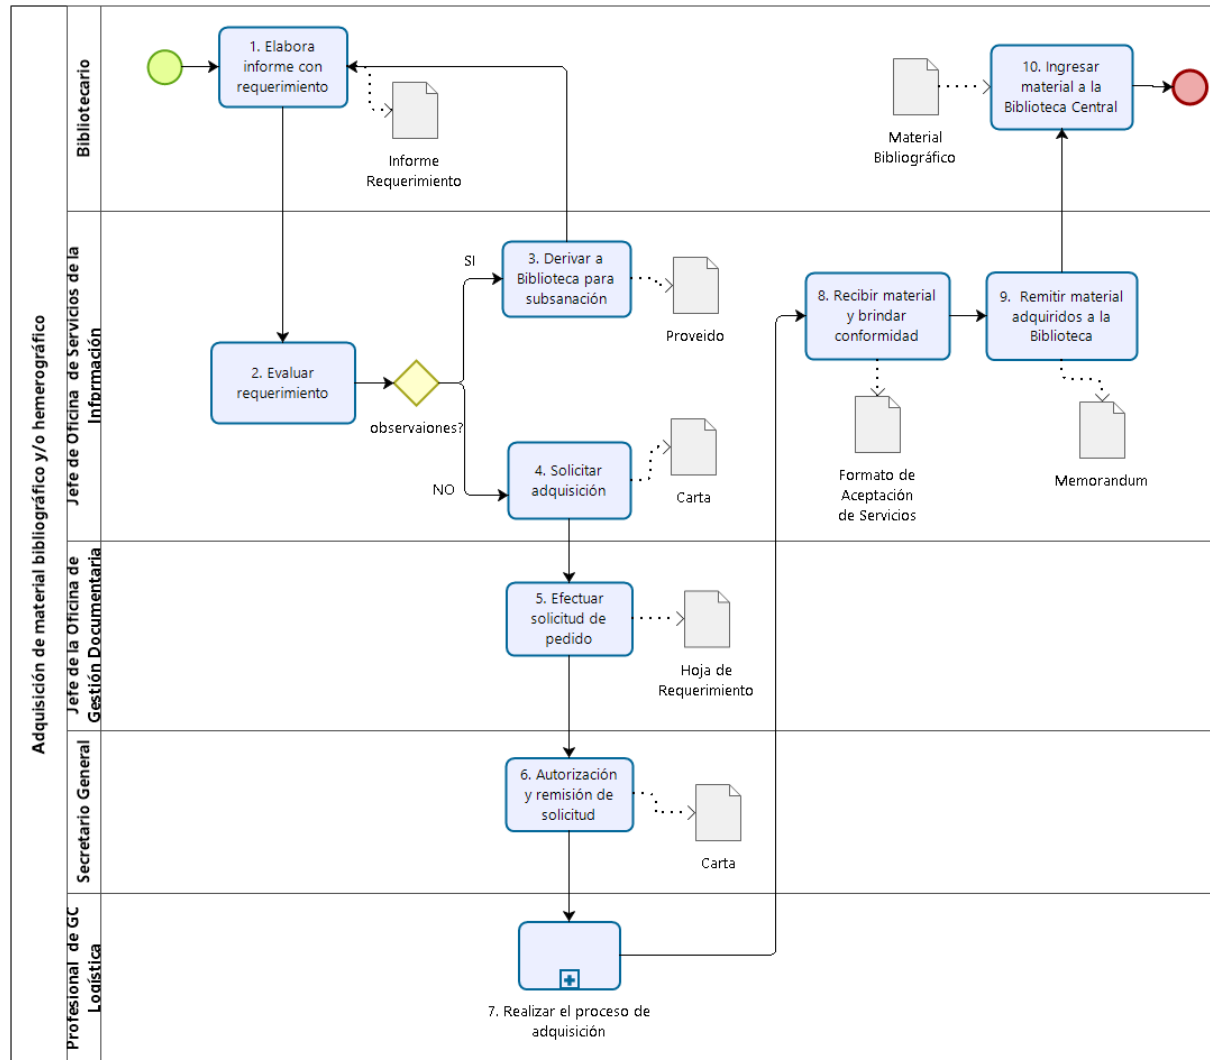 Adquisición de material bibliográfico y/o hemerográfico
Bibliotecario
1. Elabora
informe con
requerimiento
Informe
Requerimiento
Material
Bibliográfico
10. Ingresar
material a la
Biblioteca Central
Jefe de Oficina de Servicios de la
Información
2. Evaluar
requerimiento
observaiones?
SI
NO
3. Derivar a
Biblioteca para
subsanación
Proveido
4. Solicitar
adquisición
Carta
8. Recibir material
y brindar
conformidad
Formato de
Aceptación
de Servicios
9. Remitir material
adquiridos a la
Biblioteca
Memorandum
Jefe de la Oficina de
Gestión Documentaria
5. Efectuar
solicitud de
pedido
Hoja de
Requerimiento
Secretario General
6. Autorización
y remisión de
solicitud
Carta
Profesional de GC
Logística
7. Realizar el proceso de
adquisición